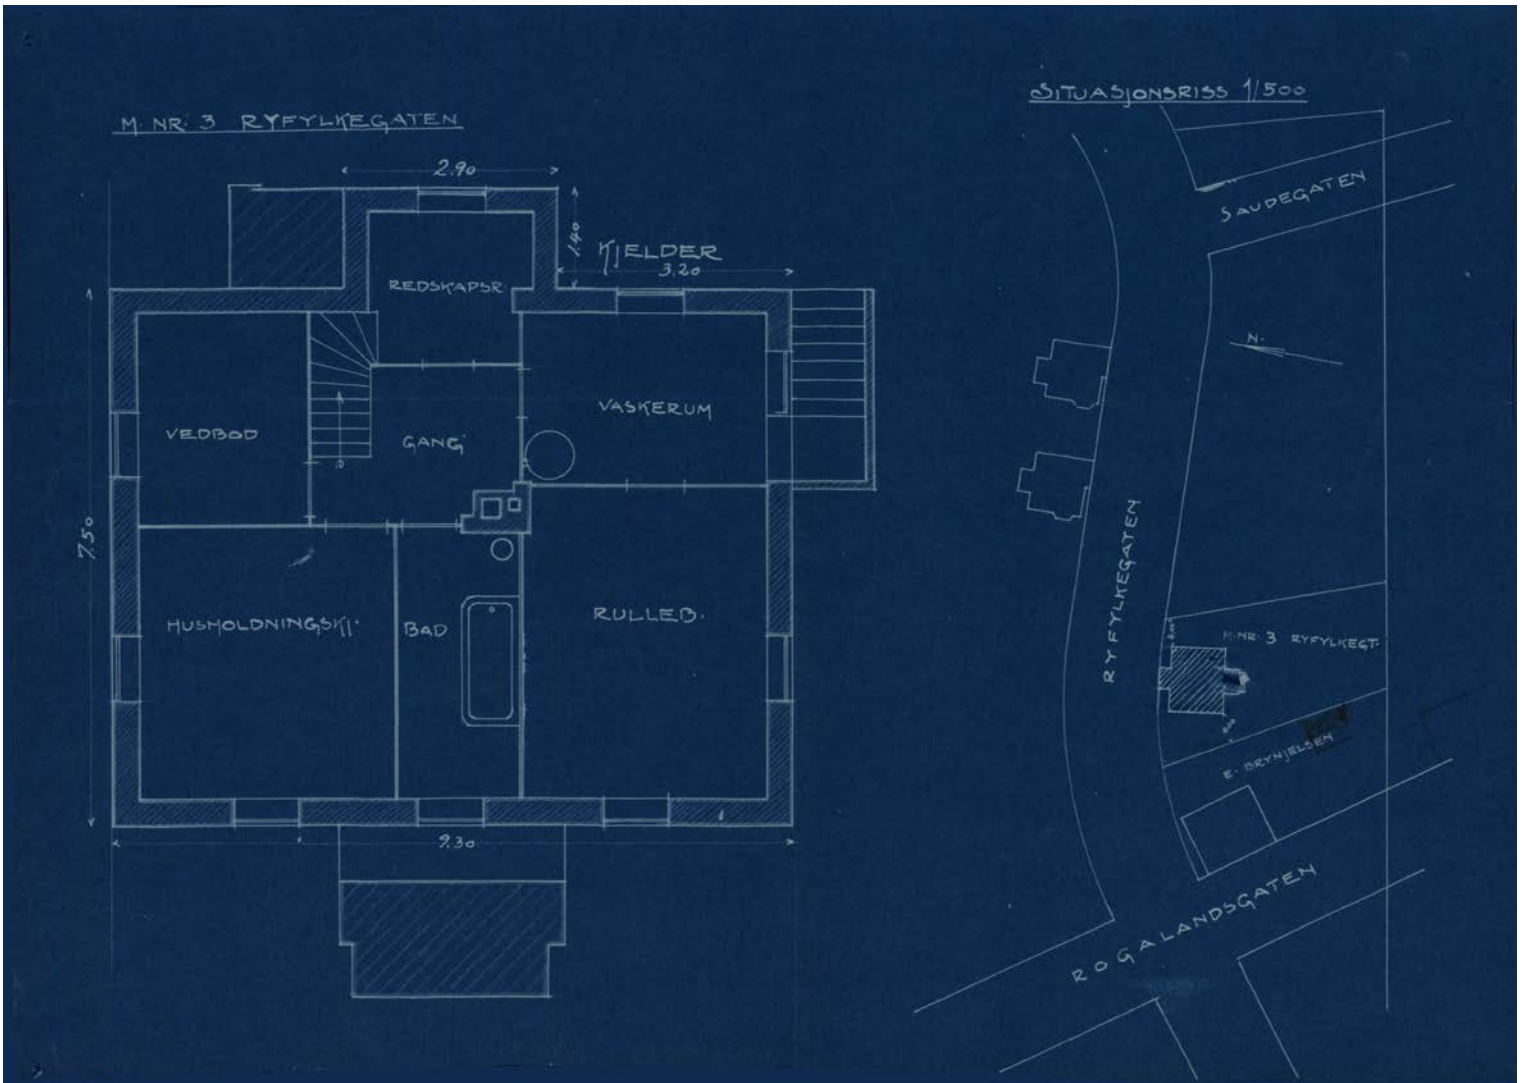 M. NR. 3 RYFYLKEGATEN
2.90
1.40
KJELDER
3.20
REDSKAPSR
VASKERUM
VEDBOD
GANG
7.50
HUSHOLDNINGSKJ.
BAD
RULLEB.
9.30
SITUASJONSRISS 1/500
SAUDEGATEN
N.
RYFYLKEGATEN
M. NR. 3 RYFYLKEGT.
E. BRYNJELSEN
ROGALANDSGATEN